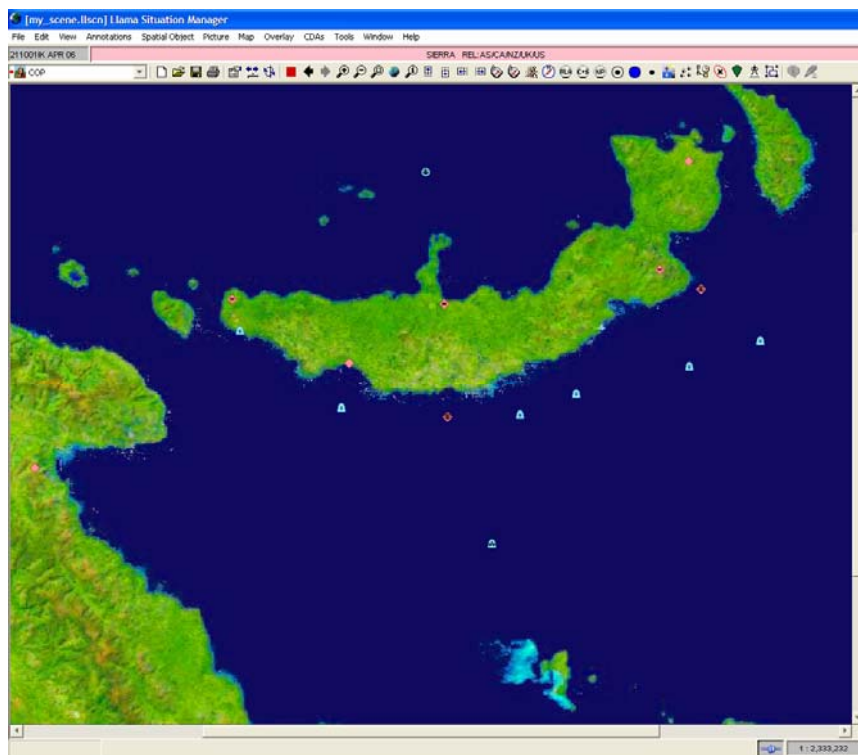 [my_scene.llscn] Llama Situation Manager
File Edit View Annotations Spatial Object Picture Map Overlay CDAs Tools Window Help
211001IK APR 06 SIERRA REL:AS/CA/NZ/UK/US
COP
1 : 2,333,232